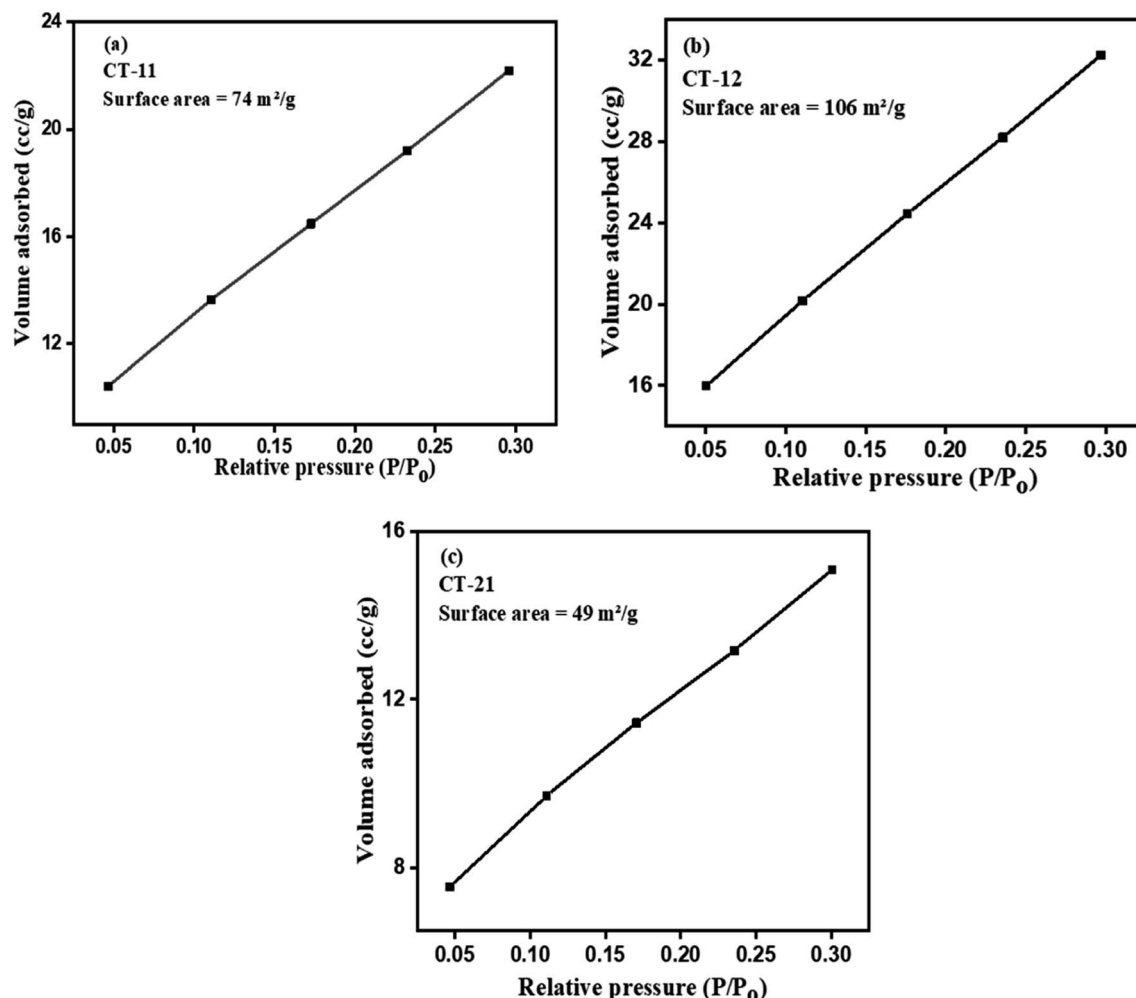 (a)
CT-11
Surface area = 74 m²/g
24
20
16
12
Volume adsorbed (cc/g)
0.05 0.10 0.15 0.20 0.25 0.30
Relative pressure (P/P₀)
(b)
CT-12
Surface area = 106 m²/g
32
28
24
20
16
Volume adsorbed (cc/g)
0.05 0.10 0.15 0.20 0.25 0.30
Relative pressure (P/P₀)
(c)
CT-21
Surface area = 49 m²/g
16
12
8
Volume adsorbed (cc/g)
0.05 0.10 0.15 0.20 0.25 0.30
Relative pressure (P/P₀)